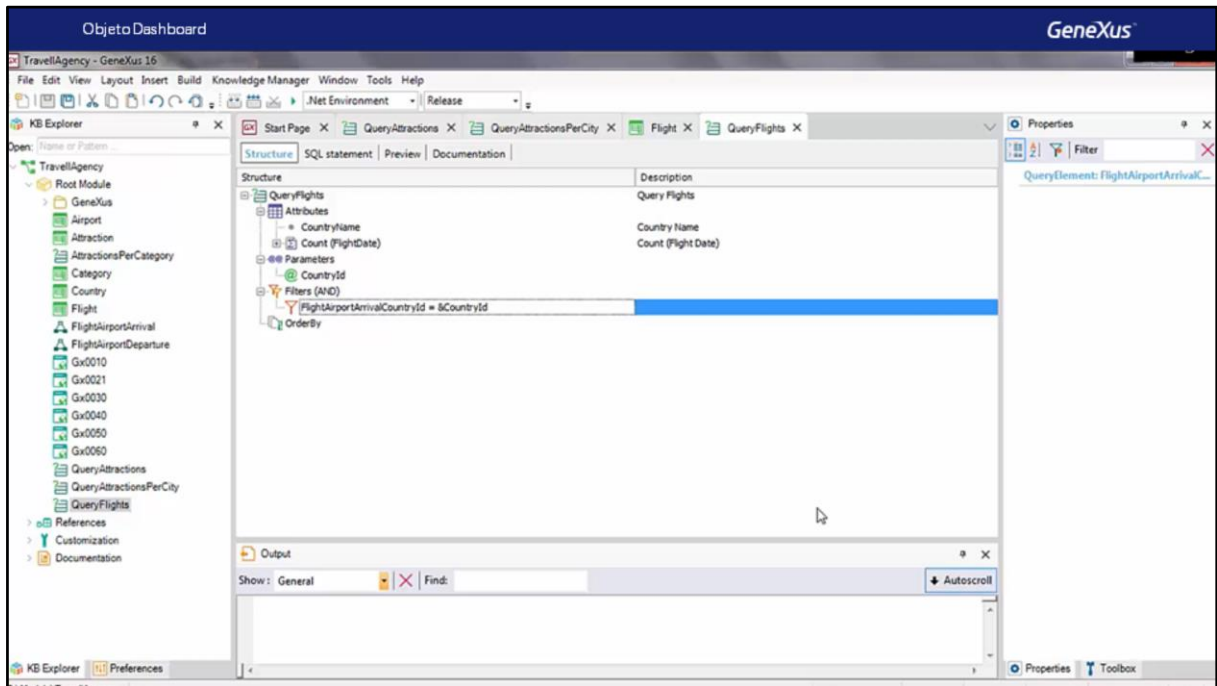 Objeto Dashboard
GeneXus
TravellAgency - GeneXus 16
File Edit View Layout Insert Build Knowledge Manager Window Tools Help
.Net Environment Release
KB Explorer
Start Page QueryAttractions QueryAttractionsPerCity Flight QueryFlights
Properties
Open: Name or Pattern ...
Structure SQL statement Preview Documentation
Filter
TravellAgency
Root Module
GeneXus
Airport
Attraction
AttractionsPerCategory
Category
Country
Flight
FlightAirportArrival
FlightAirportDeparture
Gx0010
Gx0021
Gx0030
Gx0040
Gx0050
Gx0060
QueryAttractions
QueryAttractionsPerCity
QueryFlights
References
Customization
Documentation
Structure Description
QueryFlights Query Flights
Attributes
CountryName Country Name
Count (FlightDate) Count (Flight Date)
Parameters
CountryId
Filters (AND)
FlightAirportArrivalCountryId = &CountryId
OrderBy
QueryElement: FlightAirportArrivalC...
Output
Show: General Find: Autoscroll
KB Explorer Preferences
Properties Toolbox